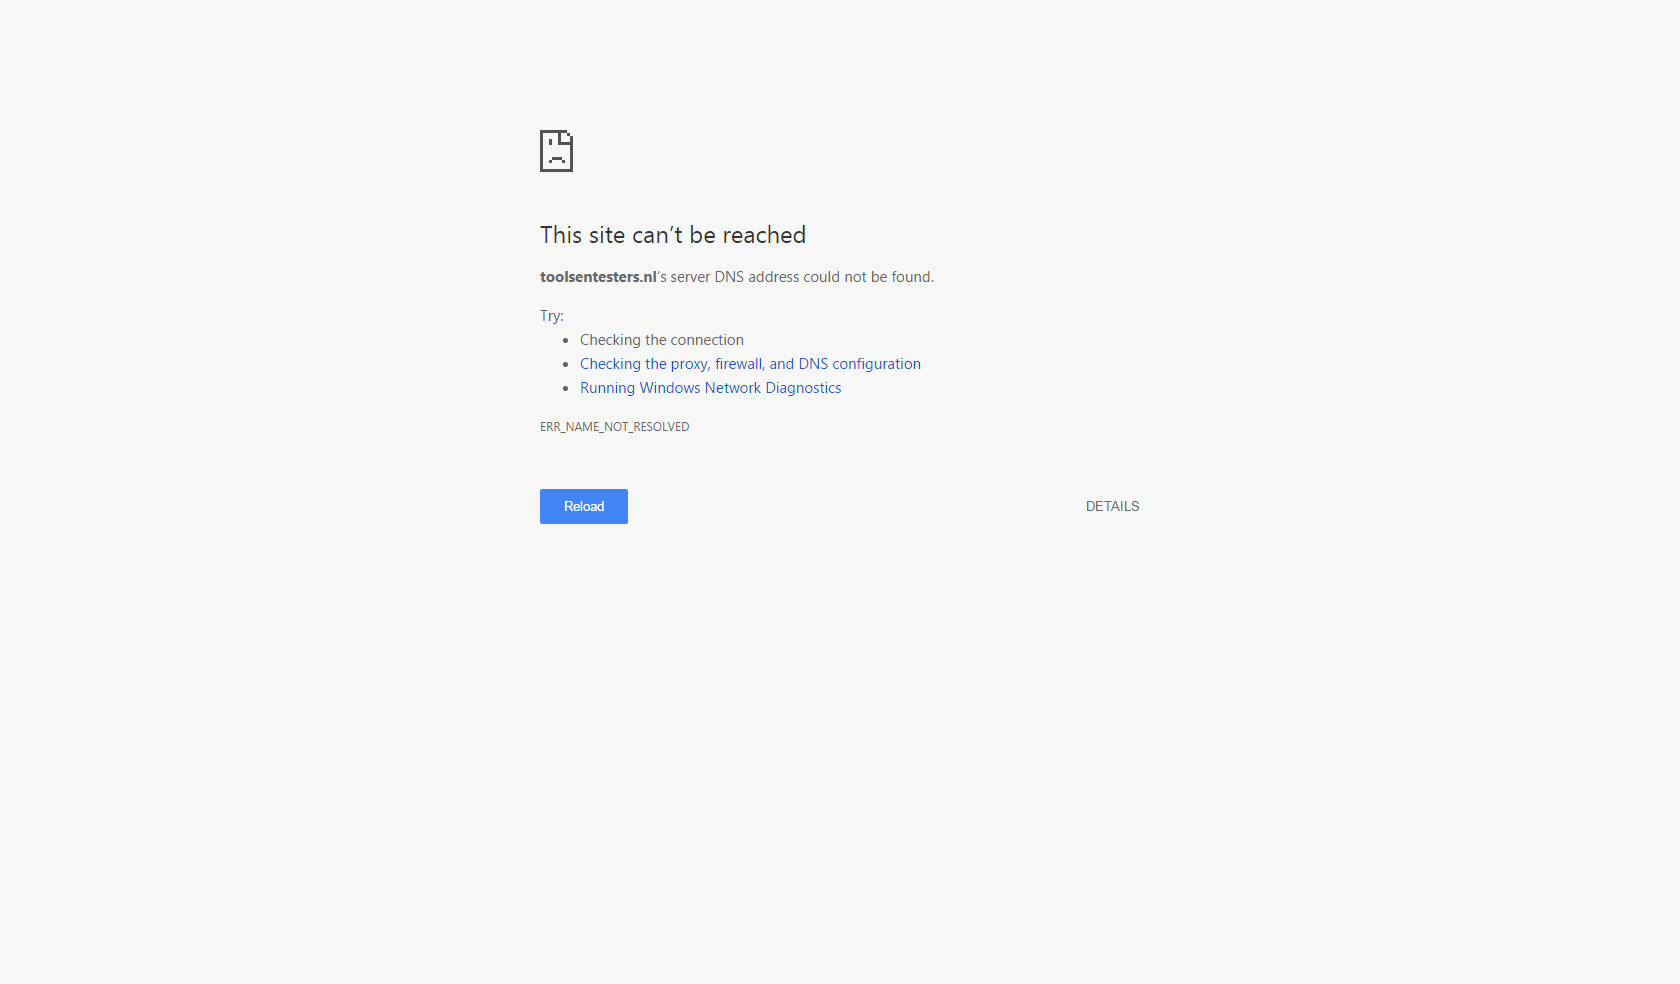 This site can’t be reached
toolsentesters.nl’s server DNS address could not be found.
Try:
• Checking the connection
• Checking the proxy, firewall, and DNS configuration
• Running Windows Network Diagnostics
ERR_NAME_NOT_RESOLVED
Reload
DETAILS